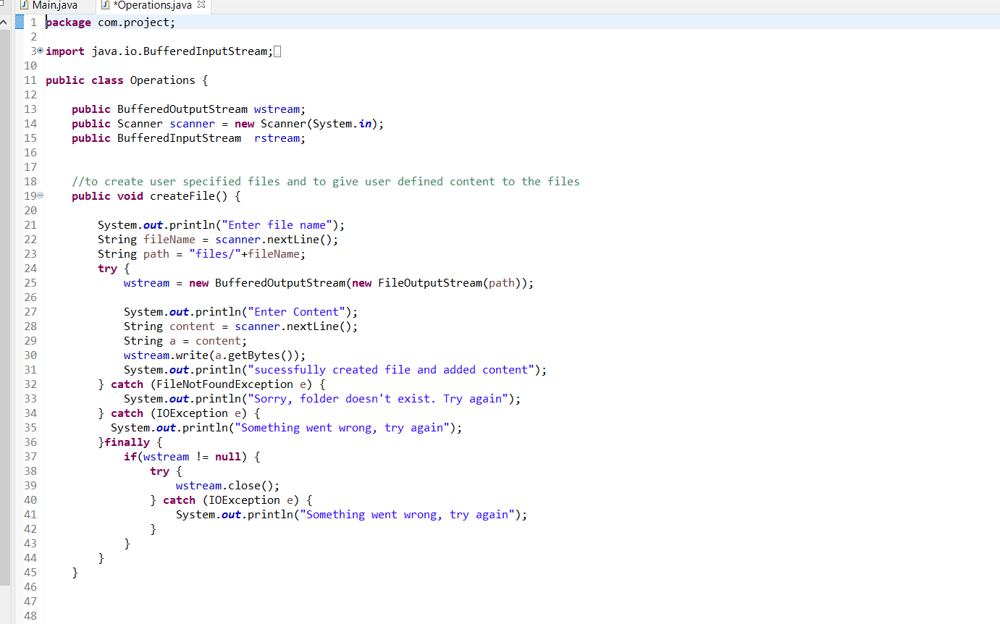 Main.java *Operations.java
1 package com.project;
2
3 import java.io.BufferedInputStream;
10
11 public class Operations {
12
13 public BufferedOutputStream wstream;
14 public Scanner scanner = new Scanner(System.in);
15 public BufferedInputStream  rstream;
16
17
18 //to create user specified files and to give user defined content to the files
19 public void createFile() {
20
21 System.out.println("Enter file name");
22 String fileName = scanner.nextLine();
23 String path = "files/"+fileName;
24 try {
25 wstream = new BufferedOutputStream(new FileOutputStream(path));
26
27 System.out.println("Enter Content");
28 String content = scanner.nextLine();
29 String a = content;
30 wstream.write(a.getBytes());
31 System.out.println("sucessfully created file and added content");
32 } catch (FileNotFoundException e) {
33 System.out.println("Sorry, folder doesn't exist. Try again");
34 } catch (IOException e) {
35 System.out.println("Something went wrong, try again");
36 }finally {
37 if(wstream != null) {
38 try {
39 wstream.close();
40 } catch (IOException e) {
41 System.out.println("Something went wrong, try again");
42 }
43 }
44 }
45 }
46
47
48